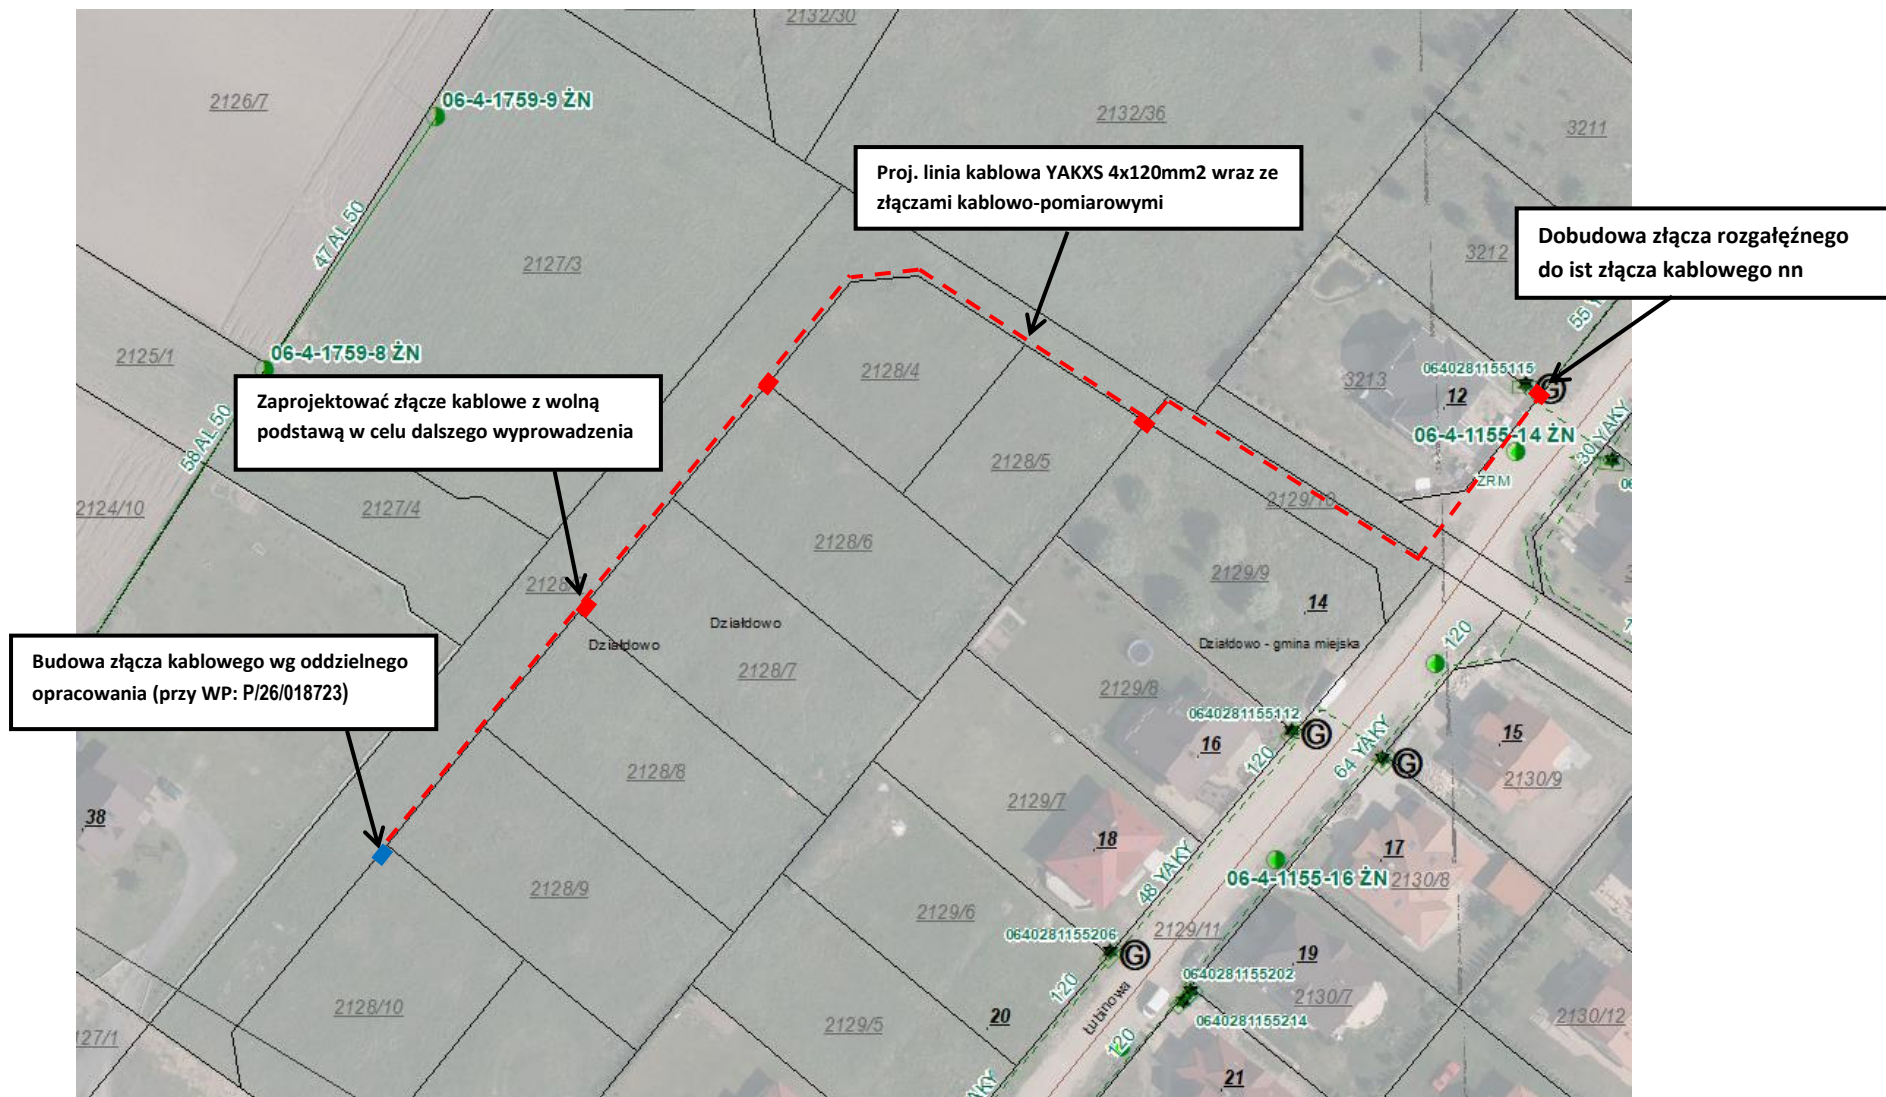 2132/30
2126/7
06-4-1759-9 ŻN
2132/36
3211
Proj. linia kablowa YAKXS 4x120mm2 wraz ze
złączami kablowo-pomiarowymi
47 AL 50
2127/3
3212
Dobudowa złącza rozgałęźnego
do ist złącza kablowego nn
55
2125/1
06-4-1759-8 ŻN
2128/4
3213
0640281155115
G
12
Zaprojektować złącze kablowe z wolną
podstawą w celu dalszego wyprowadzenia
58 AL 50
06-4-1155-14 ŻN
30 YAKY
2128/5
ZRM
2124/10
2127/4
2129/10
2128/6
2128
2129/9
14
Działdowo
Działdowo
Działdowo - gmina miejska
120
Budowa złącza kablowego wg oddzielnego
opracowania (przy WP: P/26/018723)
2128/7
2129/8
0640281155112
G
16
120
64 YAKY
G
15
2130/9
2128/8
2129/7
38
18
17
2128/9
48 YAKY
06-4-1155-16 ŻN
2130/8
2129/6
0640281155206
G
2129/11
19
0640281155202
2130/7
120
Łubinowa
2128/10
2129/5
20
0640281155214
2130/12
127/1
120
21